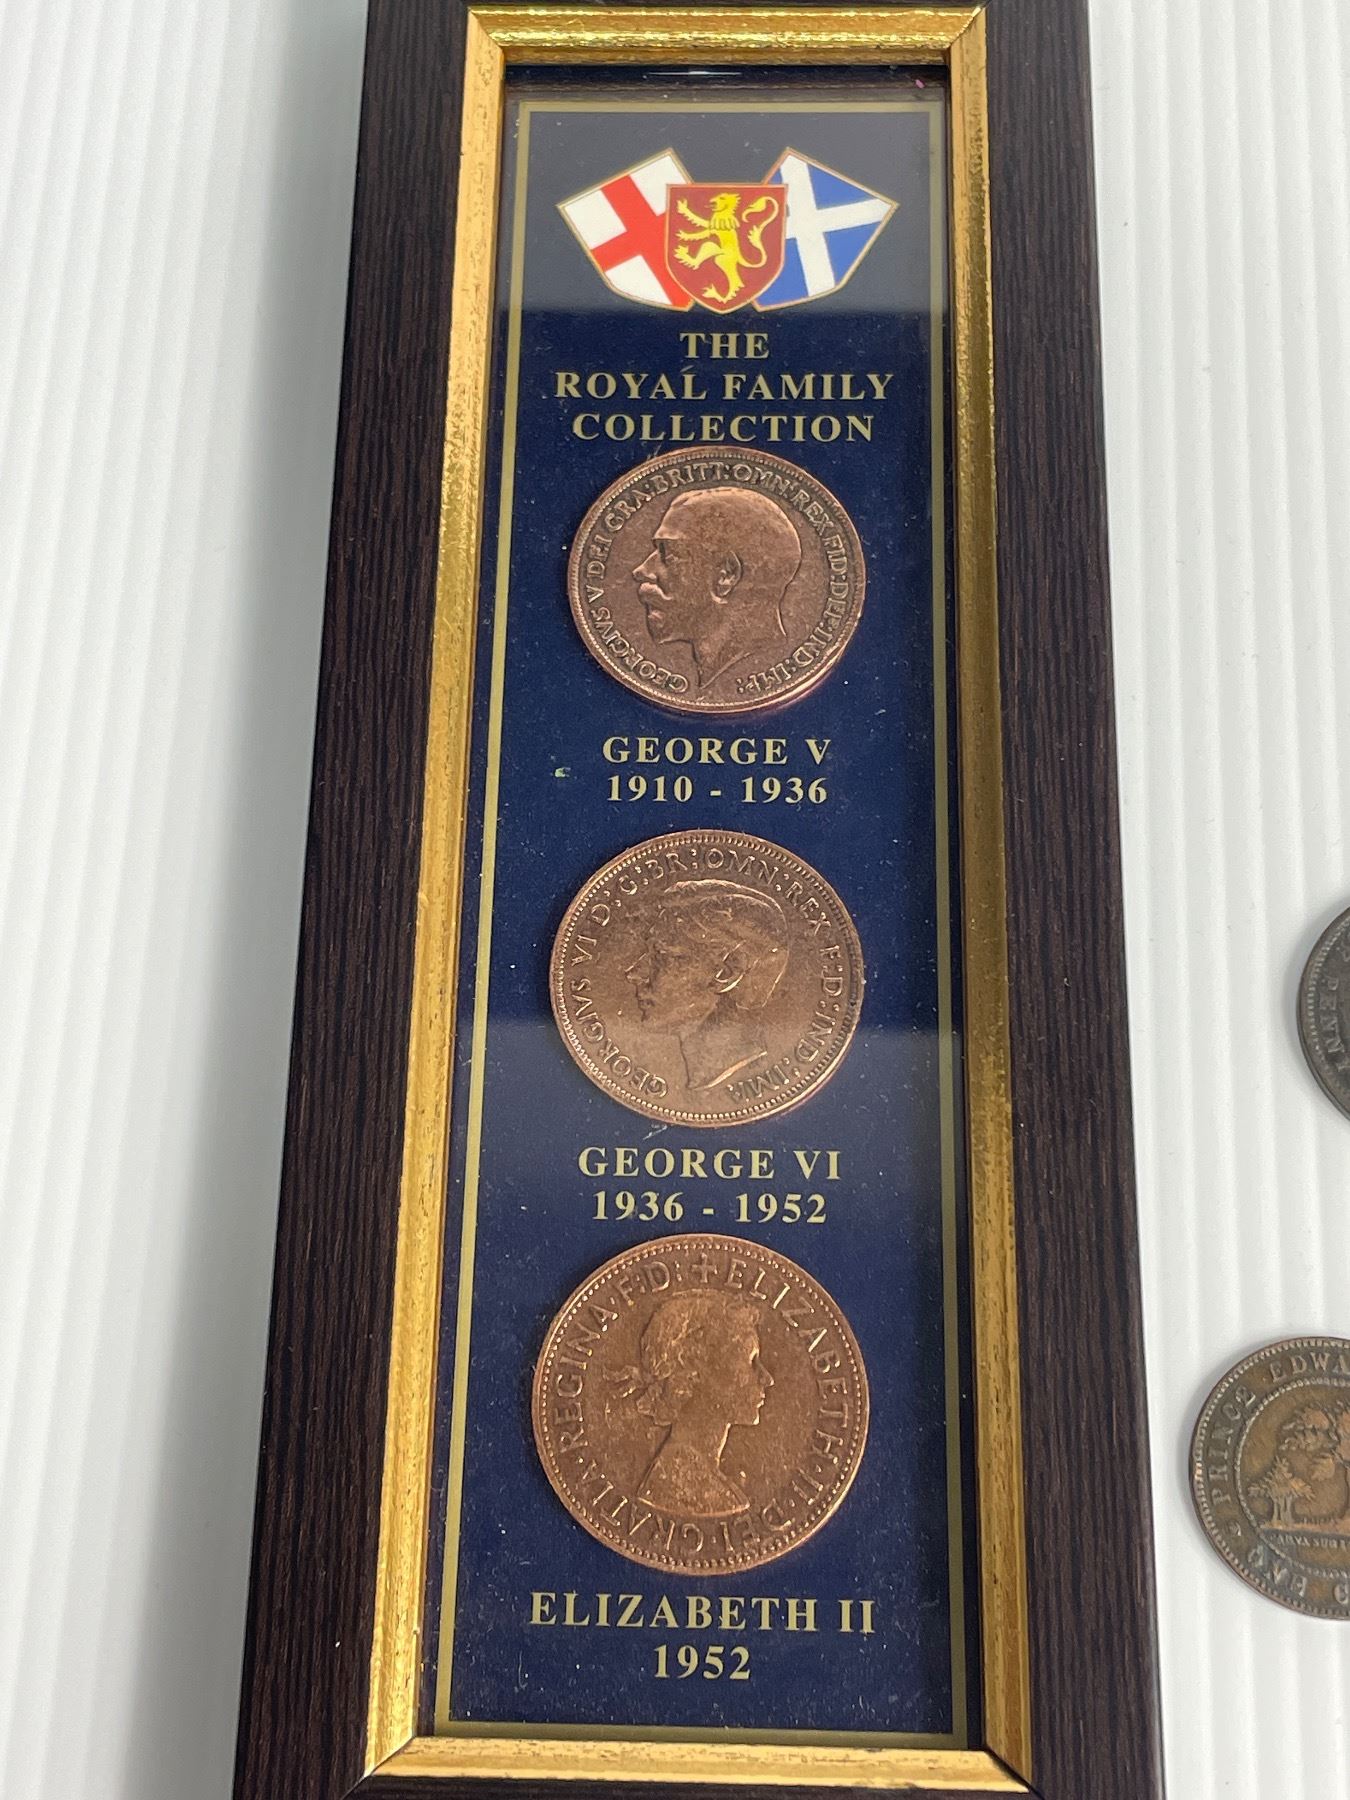 THE
ROYAL FAMILY
COLLECTION
GEORGIVS V DEI GRA:BRITT:OMN:REX FID:DEF:IND:IMP:
GEORGE V
1910 - 1936
GEORGIVS VI D:G:BR:OMN:REX F:D:IND:IMP
GEORGE VI
1936 - 1952
+ELIZABETH·II·DEI·GRATIA·REGINA·F:D:
ELIZABETH II
1952
PENNY
PRINCE EDWA